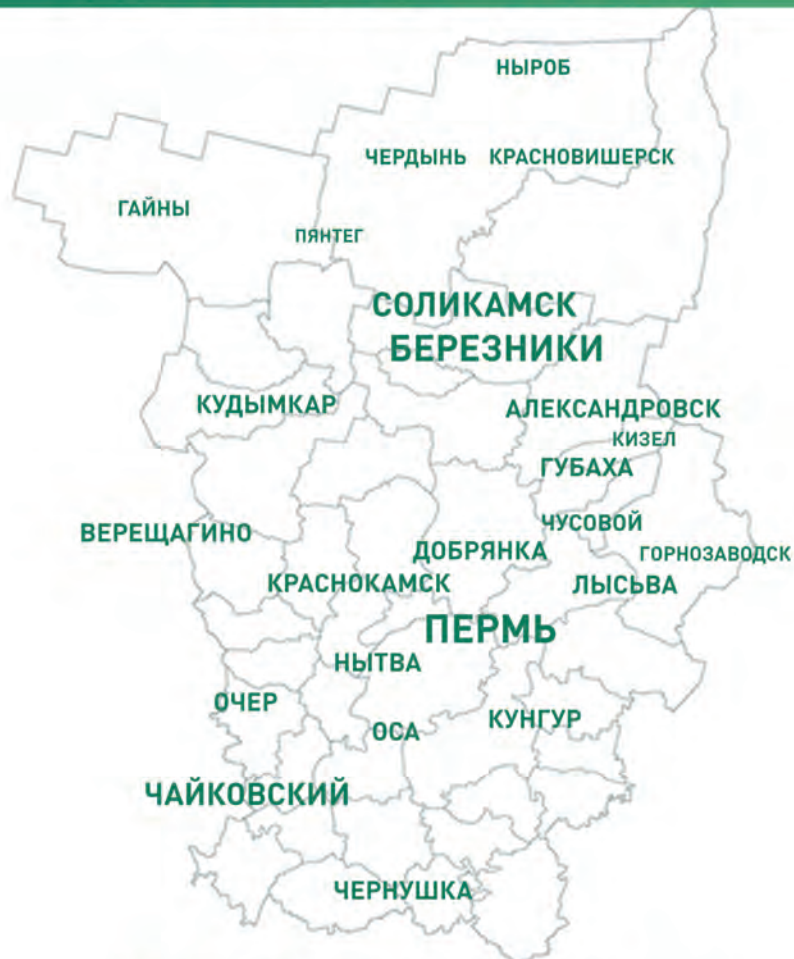 НЫРОБ
ЧЕРДЫНЬ КРАСНОВИШЕРСК
ГАЙНЫ
ПЯНТЕГ
СОЛИКАМСК
БЕРЕЗНИКИ
КУДЫМКАР
АЛЕКСАНДРОВСК
КИЗЕЛ
ГУБАХА
ЧУСОВОЙ
ВЕРЕЩАГИНО
ДОБРЯНКА
ГОРНОЗАВОДСК
КРАСНОКАМСК
ЛЫСЬВА
ПЕРМЬ
НЫТВА
ОЧЕР
КУНГУР
ОСА
ЧАЙКОВСКИЙ
ЧЕРНУШКА